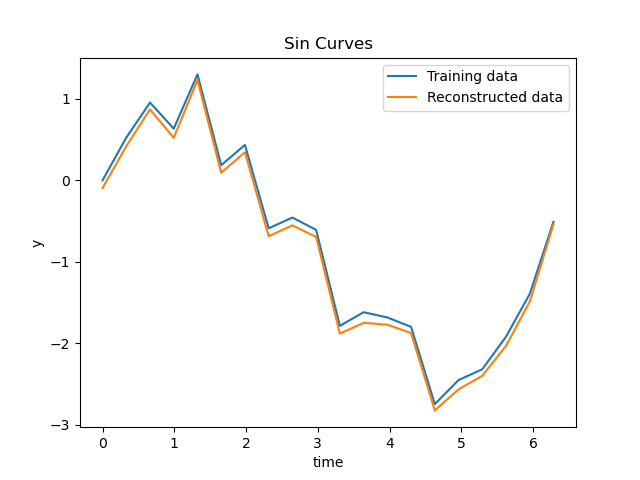 Sin Curves
Training data
Reconstructed data
1
0
−1
−2
−3
y
0 1 2 3 4 5 6
time